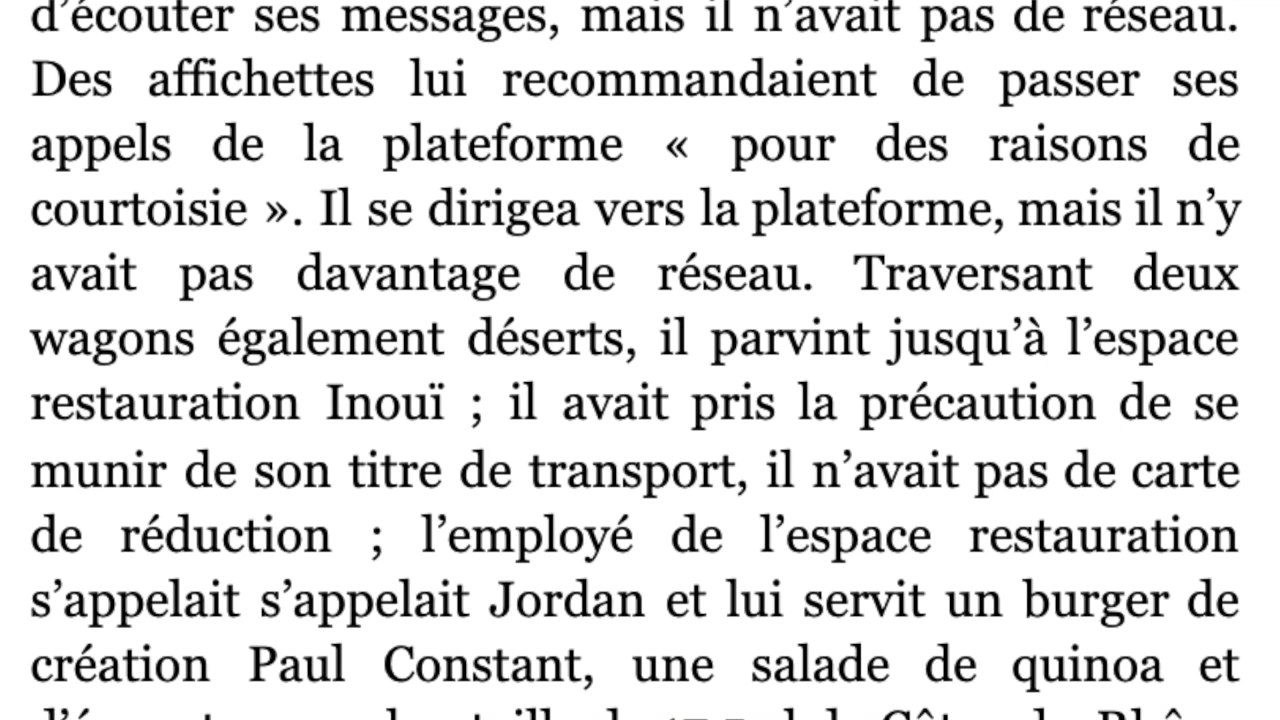 d’écouter ses messages, mais il n’avait pas de réseau.
Des affichettes lui recommandaient de passer ses
appels de la plateforme « pour des raisons de
courtoisie ». Il se dirigea vers la plateforme, mais il n’y
avait pas davantage de réseau. Traversant deux
wagons également déserts, il parvint jusqu’à l’espace
restauration Inouï ; il avait pris la précaution de se
munir de son titre de transport, il n’avait pas de carte
de réduction ; l’employé de l’espace restauration
s’appelait s’appelait Jordan et lui servit un burger de
création Paul Constant, une salade de quinoa et